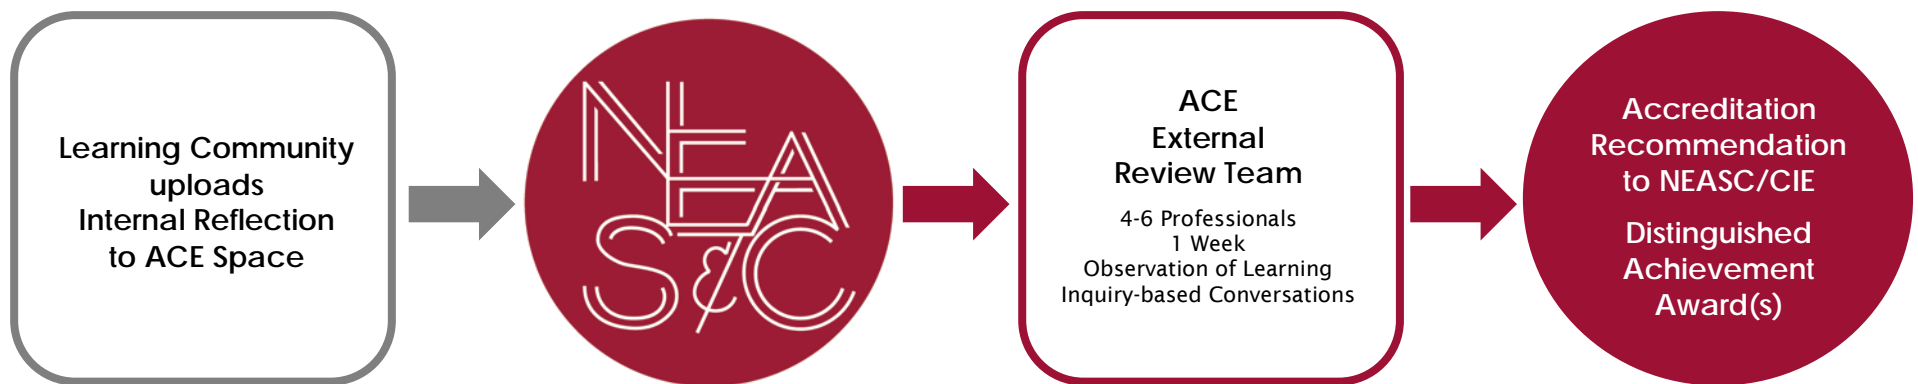 Learning Community
uploads
Internal Reflection
to ACE Space
NEA
S&C
ACE
External
Review Team
4-6 Professionals
1 Week
Observation of Learning
Inquiry-based Conversations
Accreditation
Recommendation
to NEASC/CIE
Distinguished
Achievement
Award(s)